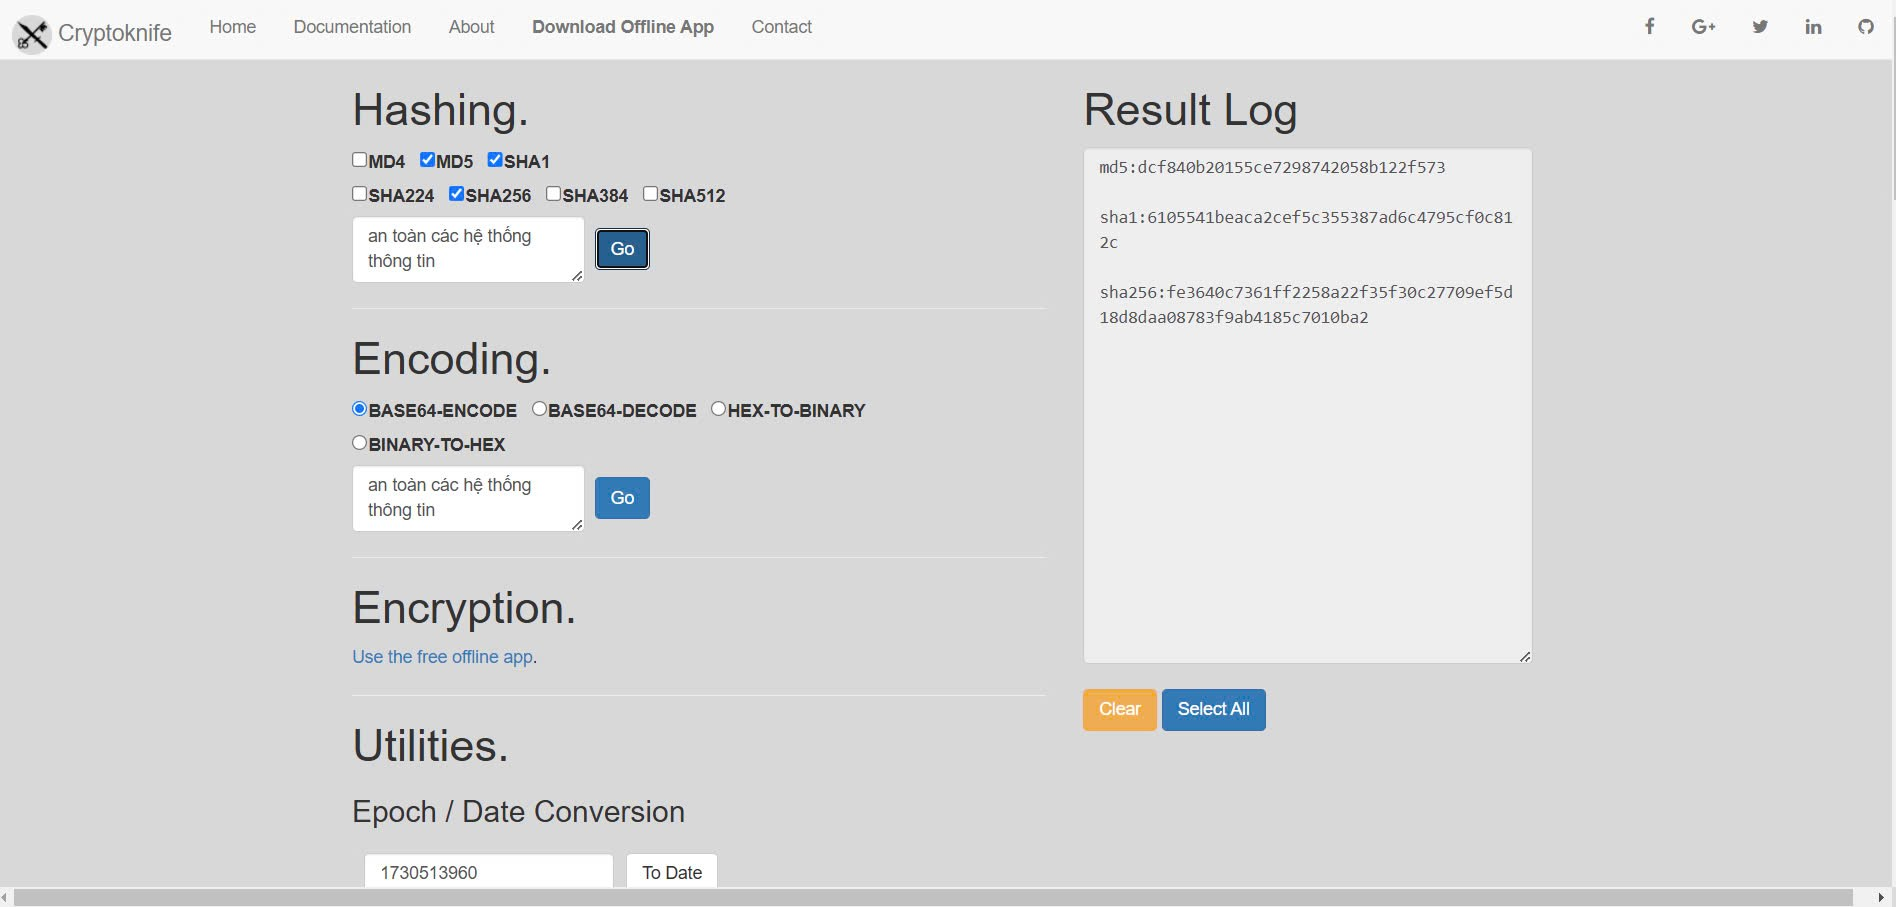 Cryptoknife Home Documentation About Download Offline App Contact
Hashing.
MD4 MD5 SHA1
SHA224 SHA256 SHA384 SHA512
an toàn các hệ thống
thông tin
Go
Encoding.
BASE64-ENCODE BASE64-DECODE HEX-TO-BINARY
BINARY-TO-HEX
an toàn các hệ thống
thông tin
Go
Encryption.
Use the free offline app.
Utilities.
Epoch / Date Conversion
1730513960 To Date
Result Log
md5:dcf840b20155ce7298742058b122f573
sha1:6105541beaca2cef5c355387ad6c4795cf0c81
2c
sha256:fe3640c7361ff2258a22f35f30c27709ef5d
18d8daa08783f9ab4185c7010ba2
Clear Select All